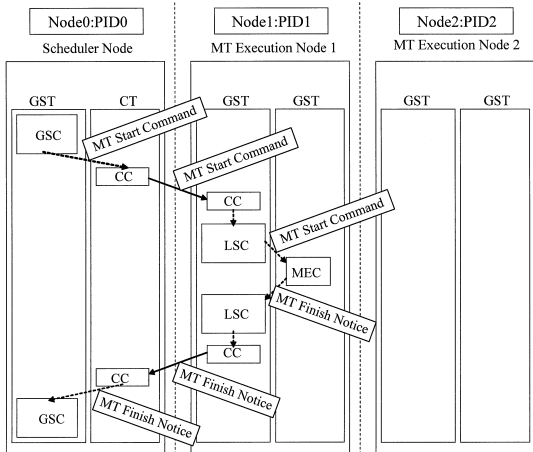 Node0:PID0
Node1:PID1
Node2:PID2
Scheduler Node
MT Execution Node 1
MT Execution Node 2
GST
CT
GST
GST
GST
GST
GSC
MT Start Command
CC
MT Start Command
CC
LSC
MT Start Command
MEC
LSC
MT Finish Notice
CC
CC
MT Finish Notice
GSC
MT Finish Notice